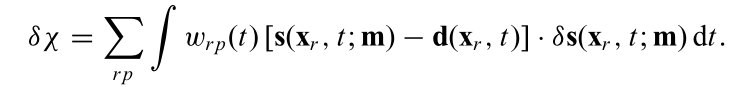 δχ = ∑_{rp} ∫ w_{rp}(t) [𝐬(𝐱_r, t; 𝐦) − 𝐝(𝐱_r, t)] · δ𝐬(𝐱_r, t; 𝐦) dt.